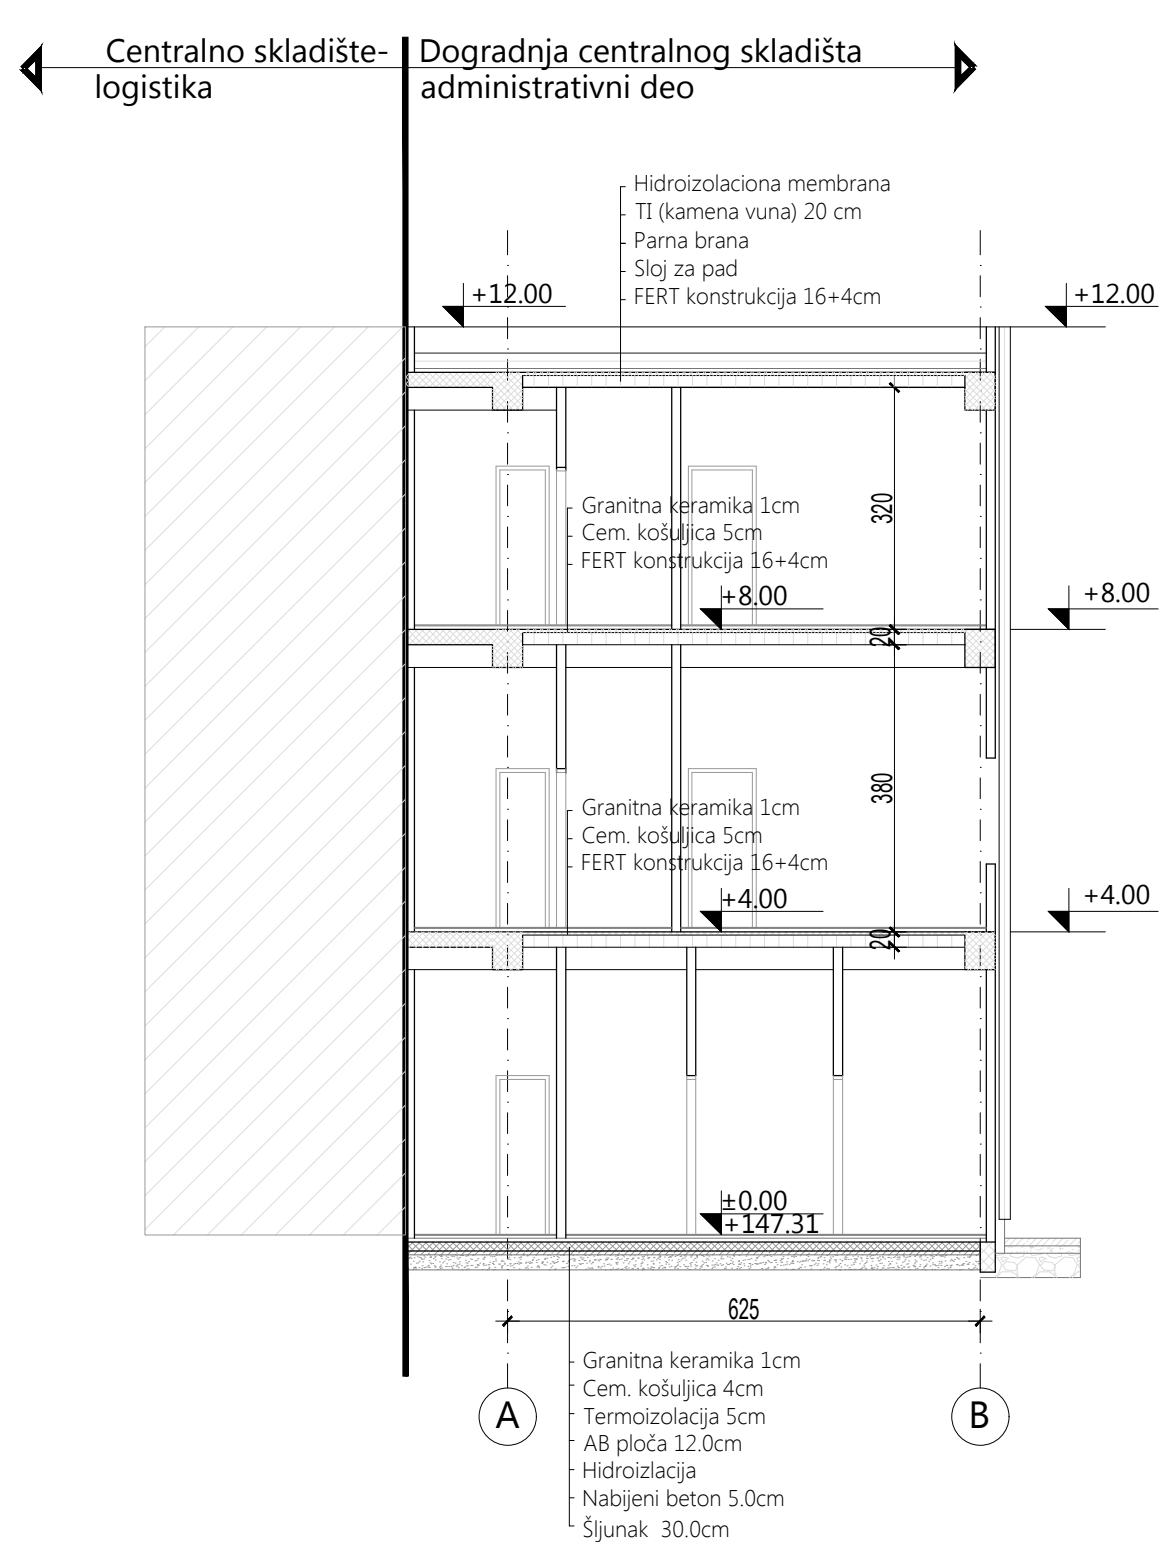 Centralno skladište-
logistika
Dogradnja centralnog skladišta
administrativni deo
Hidroizolaciona membrana
TI (kamena vuna) 20 cm
Parna brana
Sloj za pad
FERT konstrukcija 16+4cm
+12.00
+12.00
320
Granitna keramika 1cm
Cem. košuljica 5cm
FERT konstrukcija 16+4cm
+8.00
+8.00
20
380
Granitna keramika 1cm
Cem. košuljica 5cm
FERT konstrukcija 16+4cm
+4.00
+4.00
20
±0.00
+147.31
625
A
B
Granitna keramika 1cm
Cem. košuljica 4cm
Termoizolacija 5cm
AB ploča 12.0cm
Hidroizlacija
Nabijeni beton 5.0cm
Šljunak 30.0cm